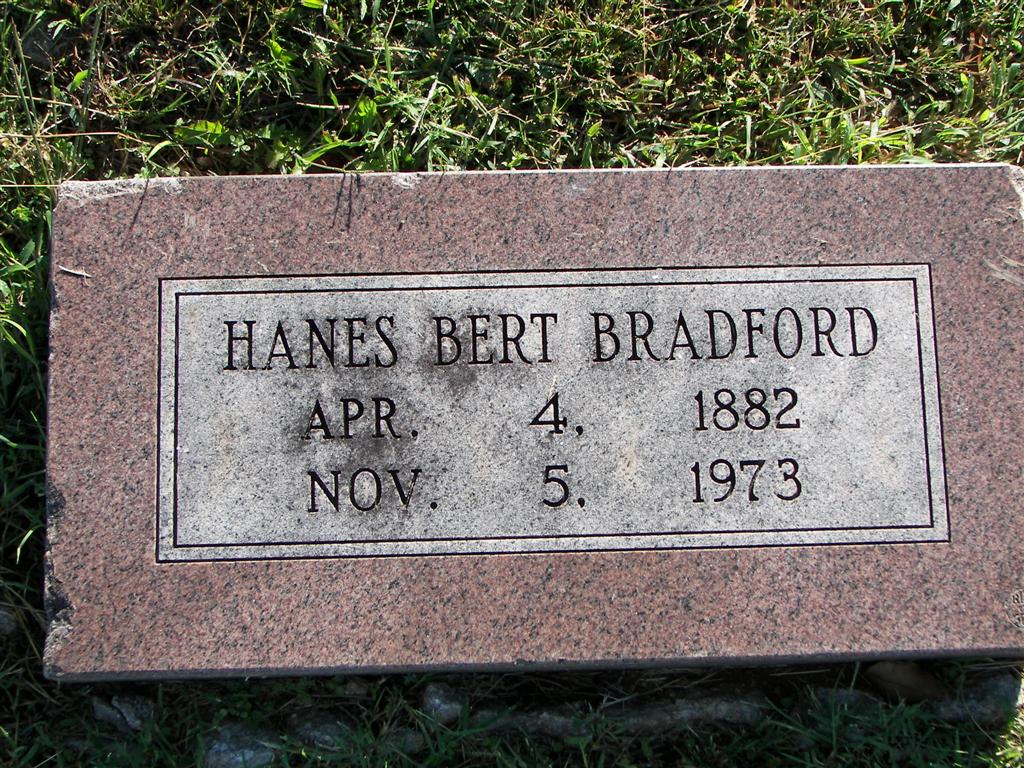 HANES BERT BRADFORD
APR. 4, 1882
NOV. 5, 1973